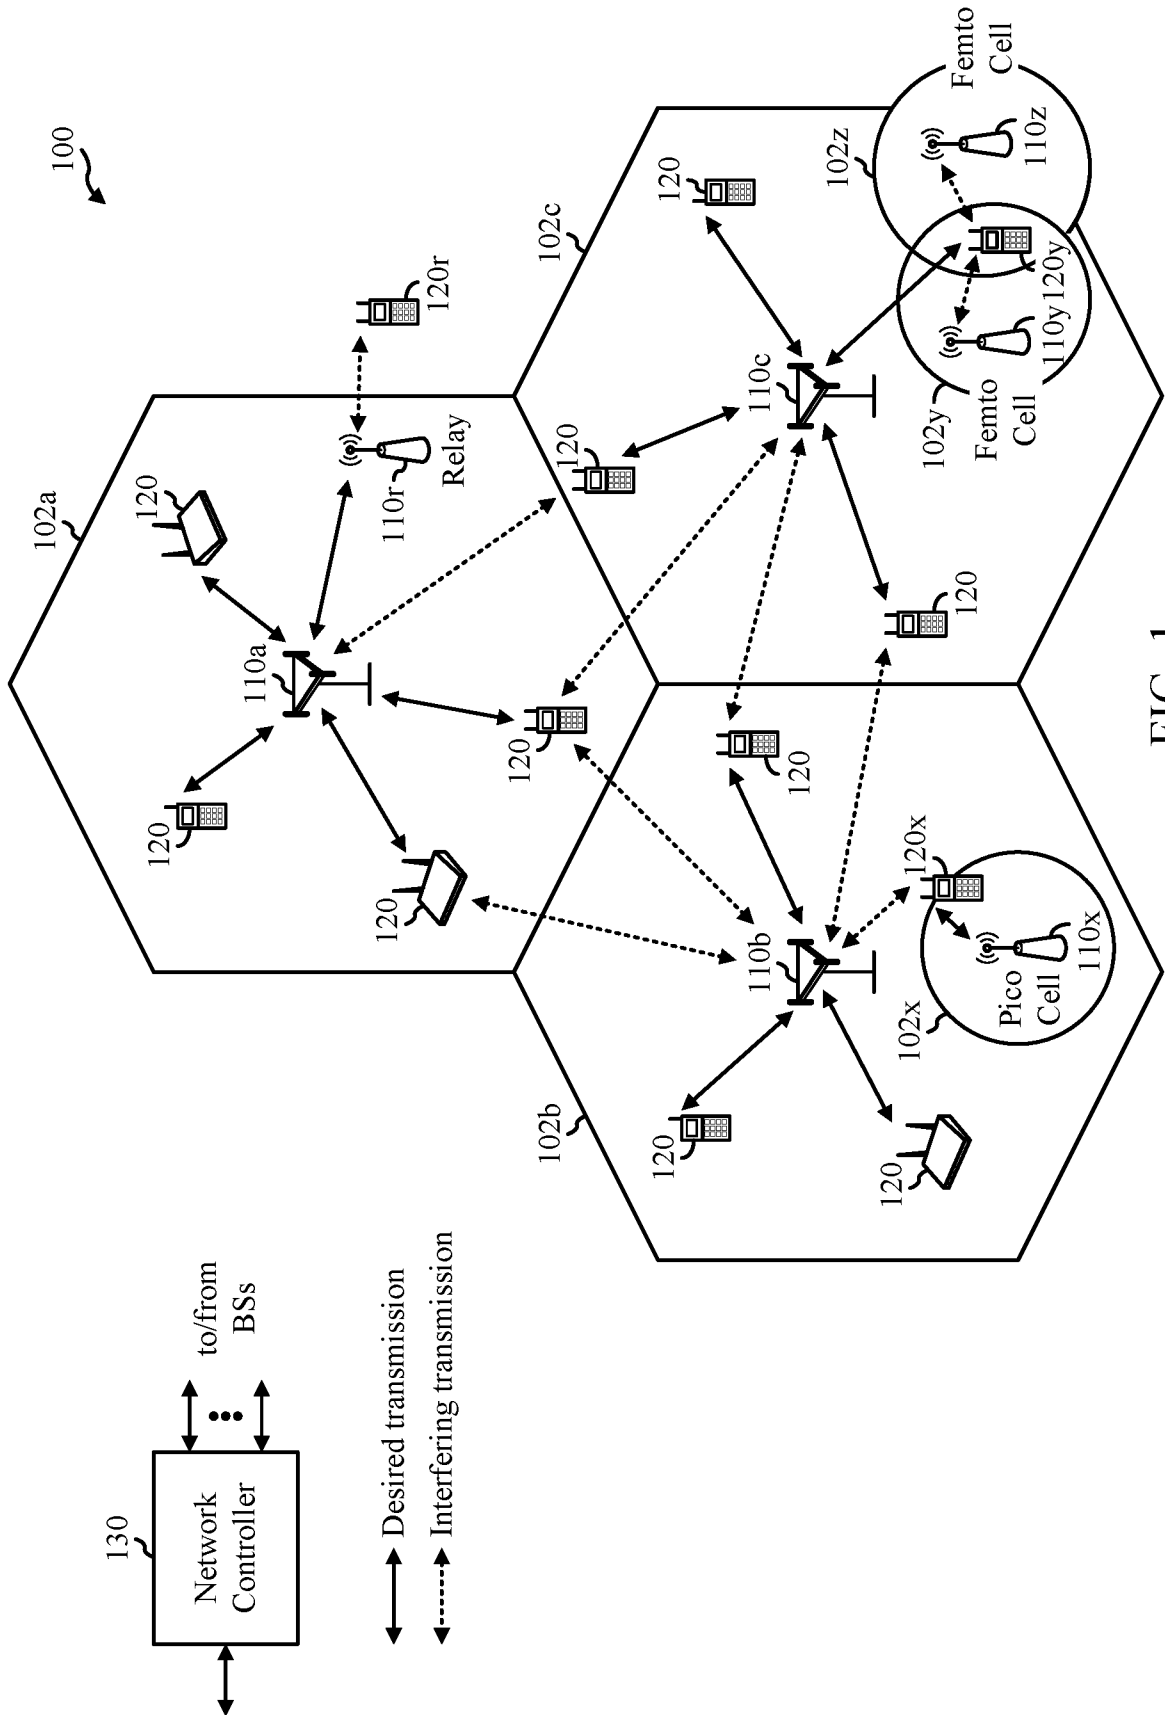 100
130
Network
Controller
to/from
BSs
Desired transmission
Interfering transmission
102a
120
120
110a
120
120
110r
Relay
120r
102b
120
110b
120
120
120
102x
Pico
Cell
110x
120x
102c
120
120
110c
120
102y
Femto
Cell
110y
120y
102z
Femto
Cell
110z
FIG. 1